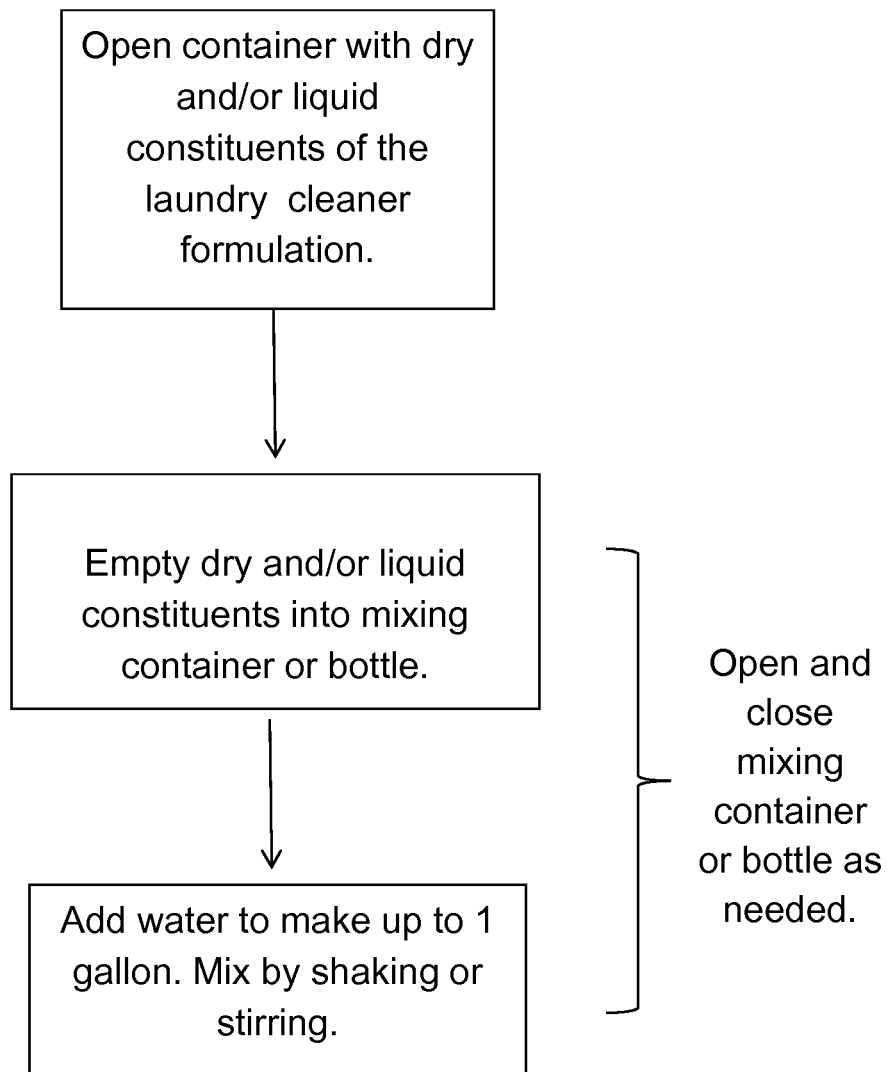 Open container with dry
and/or liquid
constituents of the
laundry cleaner
formulation.
Empty dry and/or liquid
constituents into mixing
container or bottle.
Open and
close
mixing
container
or bottle as
needed.
Add water to make up to 1
gallon. Mix by shaking or
stirring.